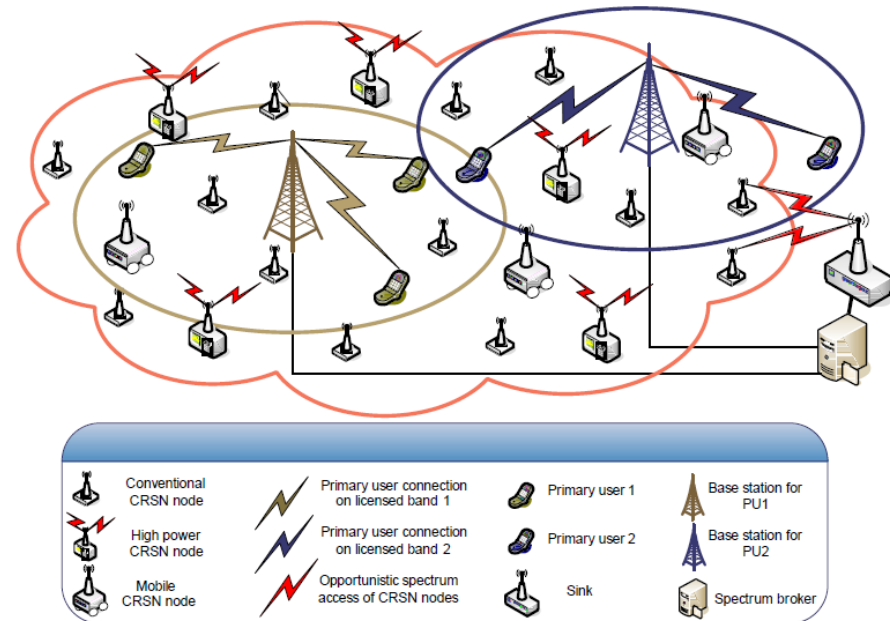 Conventional
CRSN node
Primary user connection
on licensed band 1
Primary user 1
Base station for
PU1
High power
CRSN node
Primary user connection
on licensed band 2
Primary user 2
Base station for
PU2
Mobile
CRSN node
Opportunistic spectrum
access of CRSN nodes
Sink
Spectrum broker